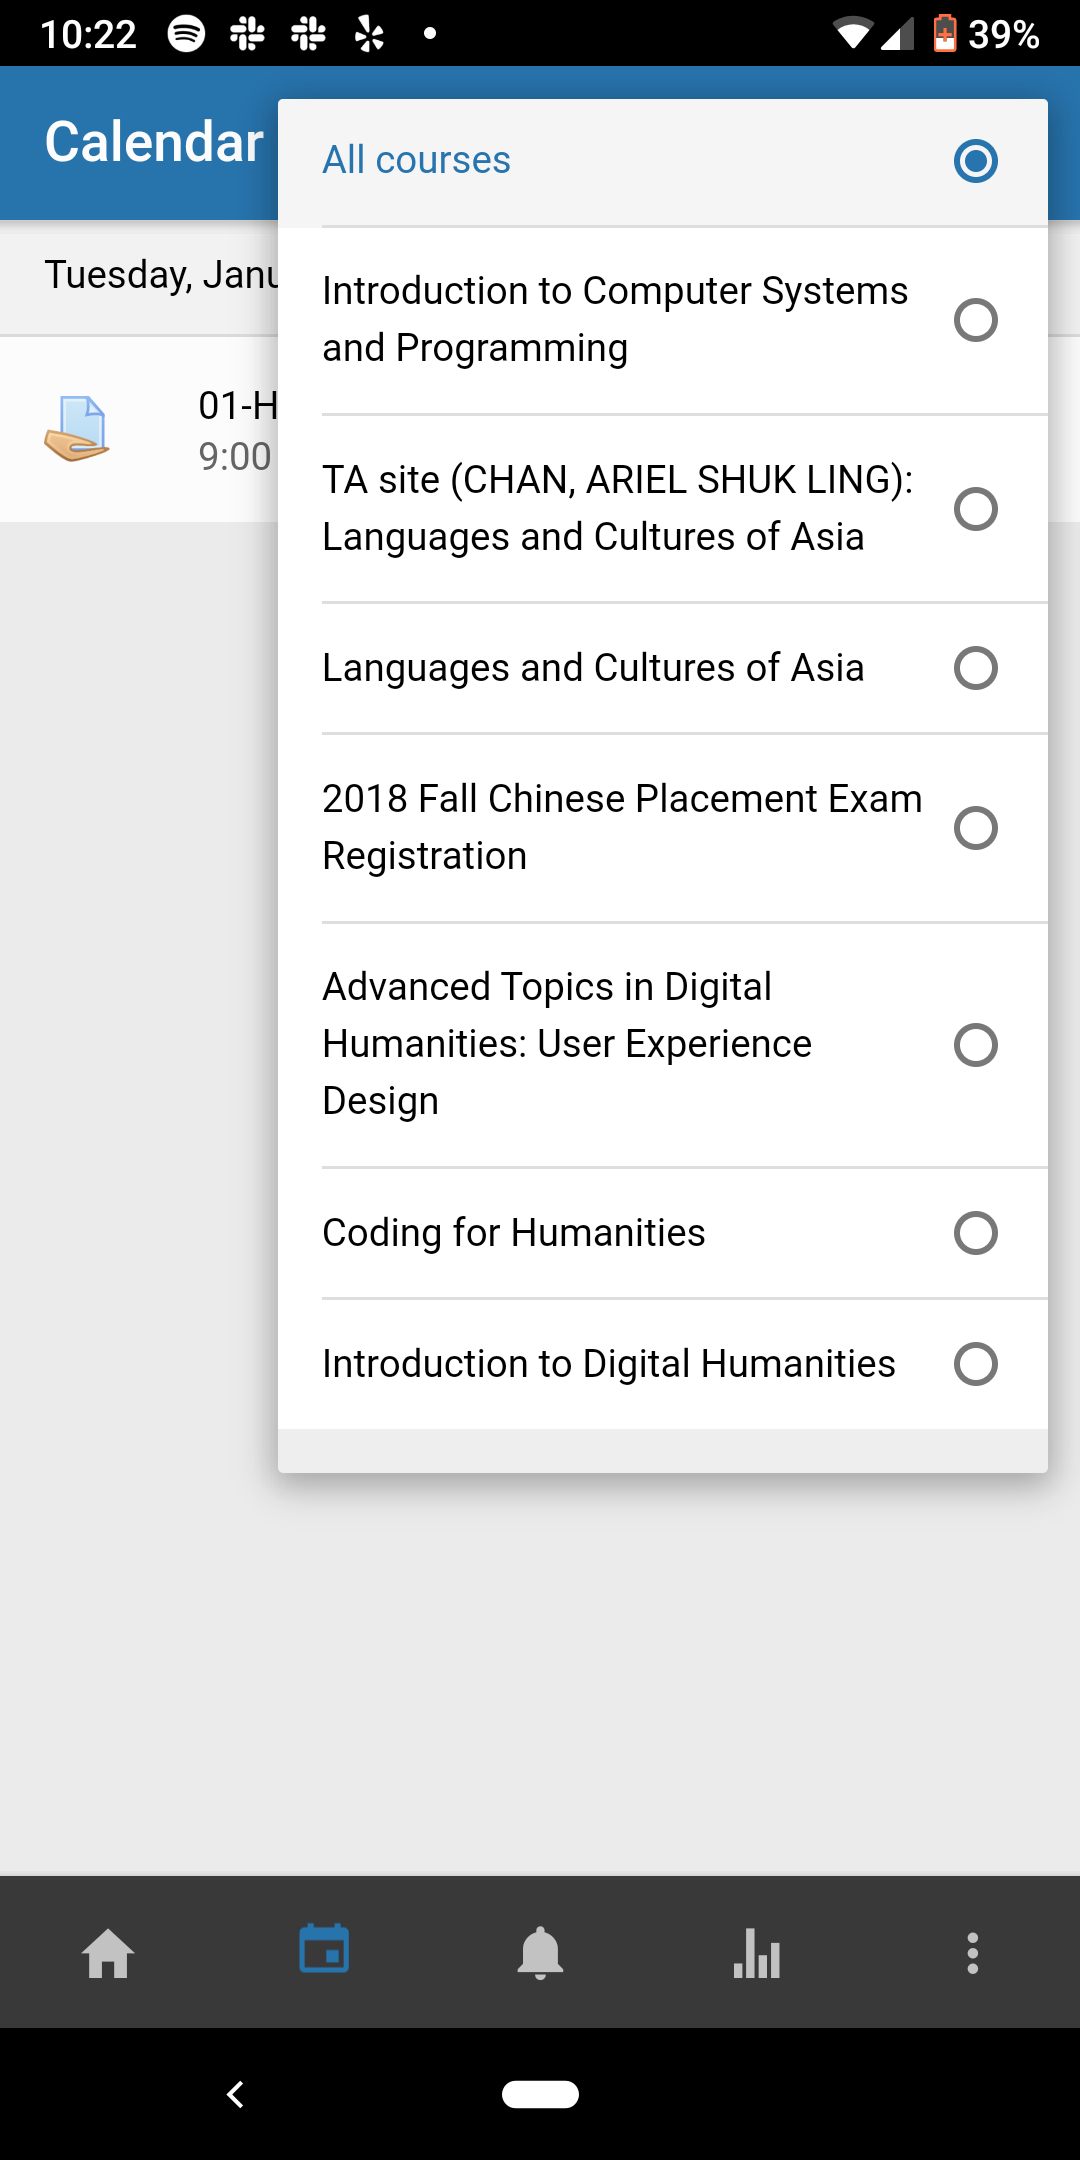 10:22
39%
Calendar
All courses
Tuesday, Janu
Introduction to Computer Systems
and Programming
01-H
9:00
TA site (CHAN, ARIEL SHUK LING):
Languages and Cultures of Asia
Languages and Cultures of Asia
2018 Fall Chinese Placement Exam
Registration
Advanced Topics in Digital
Humanities: User Experience
Design
Coding for Humanities
Introduction to Digital Humanities